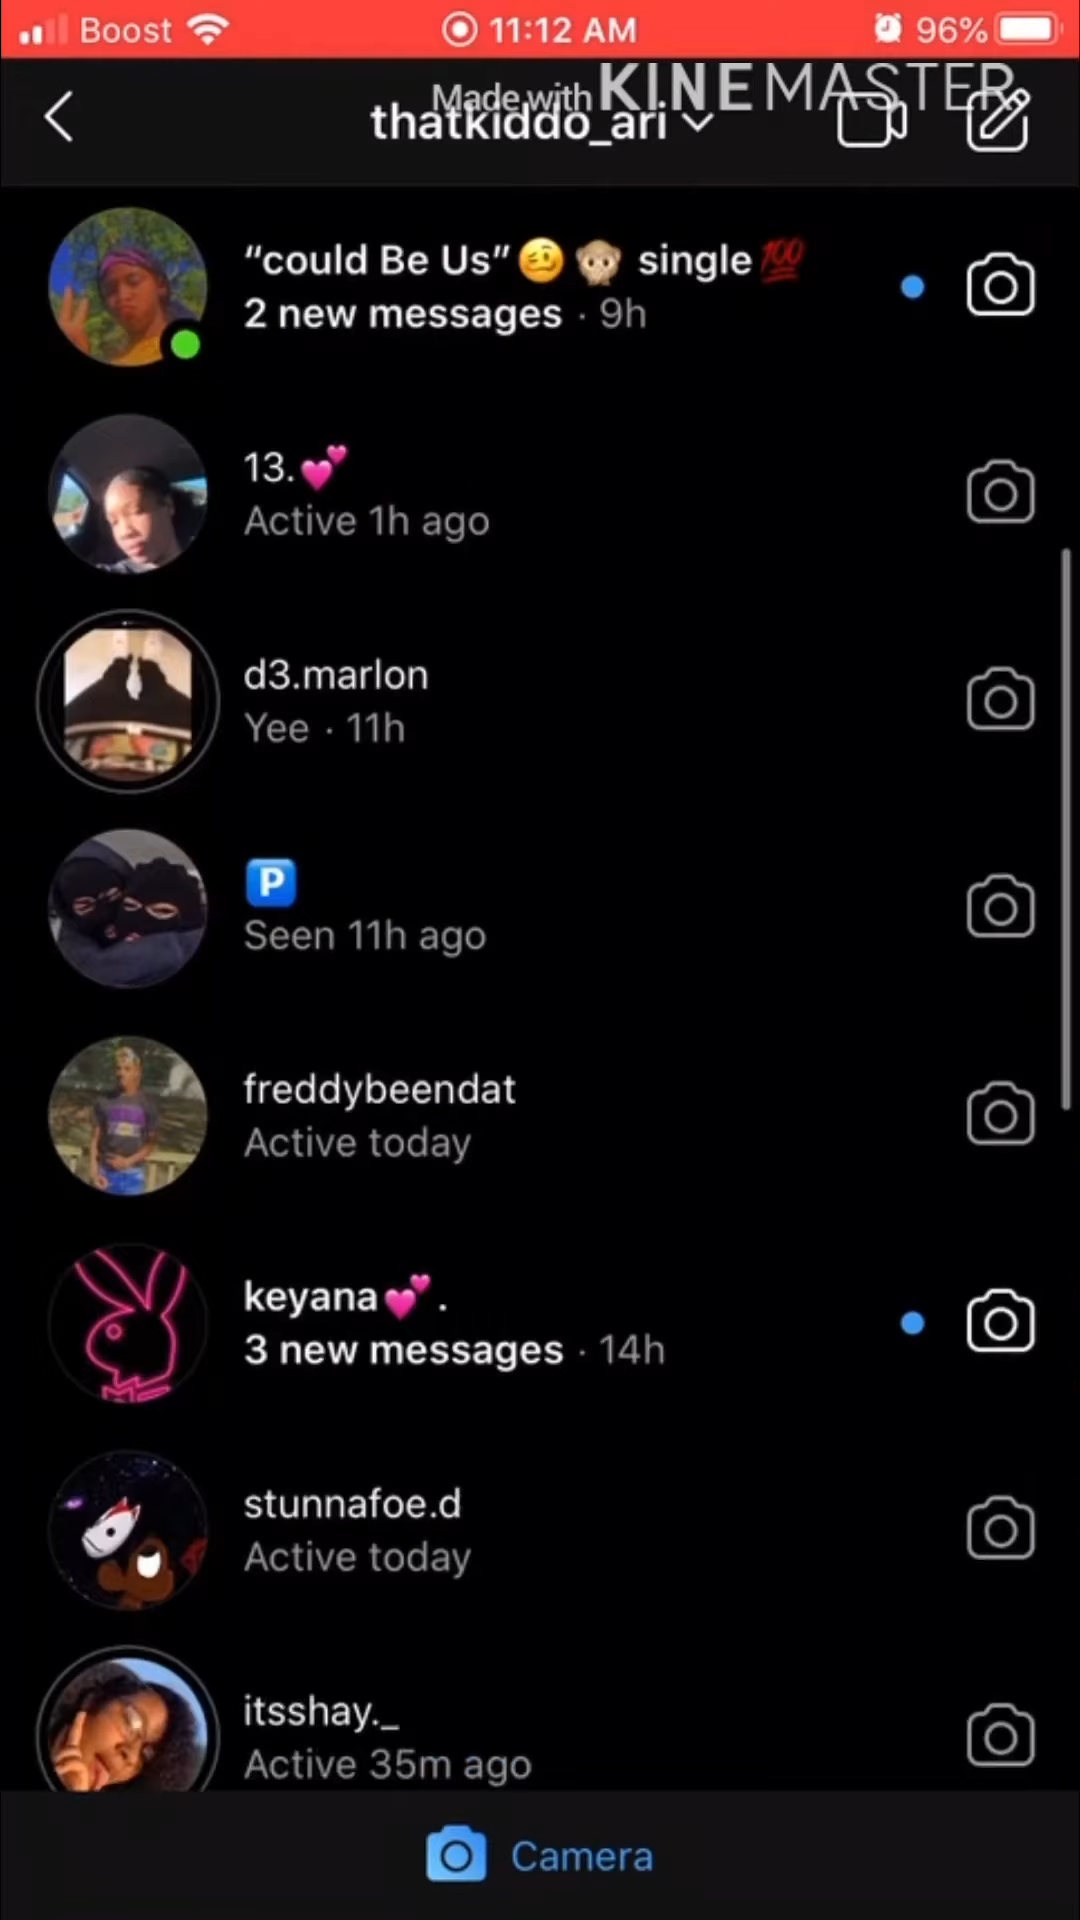 Boost 11:12 AM 96%
Made with KINEMASTER
thatkiddo_ari
“could Be Us”🥴🙊 single💯
2 new messages · 9h
13.💕
Active 1h ago
d3.marlon
Yee · 11h
🅿️
Seen 11h ago
freddybeendat
Active today
keyana💕.
3 new messages · 14h
stunnafoe.d
Active today
itsshay._
Active 35m ago
Camera